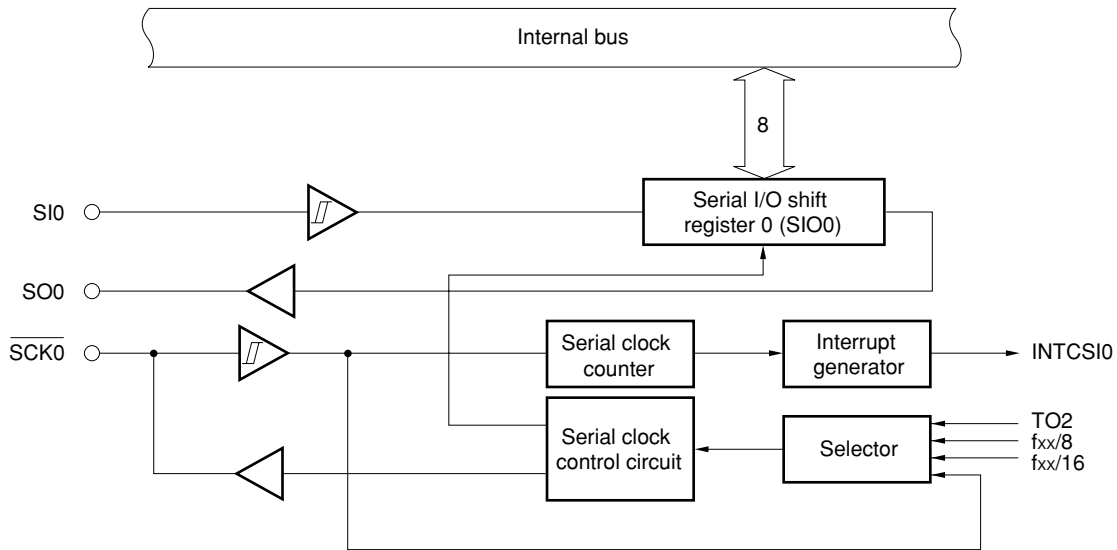 Internal bus
8
SI0
Serial I/O shift
register 0 (SIO0)
SO0
S̅C̅K̅0̅
Serial clock
counter
Interrupt
generator
INTCSI0
Serial clock
control circuit
Selector
TO2
fxx/8
fxx/16